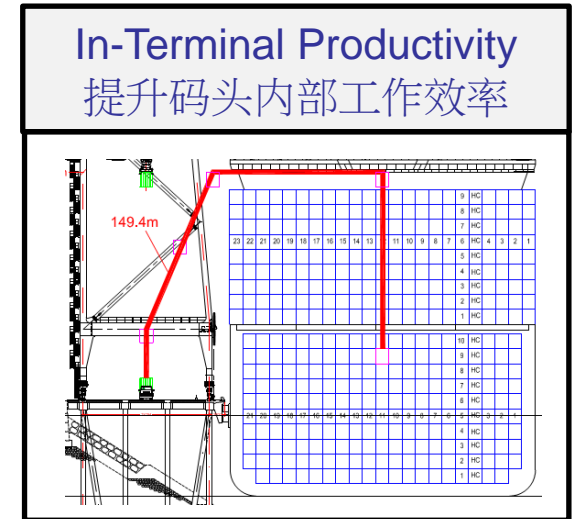 In-Terminal Productivity
提升码头内部工作效率
149.4m
9 HC
8 HC
7 HC
23 22 21 20 19 18 17 16 15 14 13 11 10 9 8 7 6 HC 4 3 2 1
5 HC
4 HC
3 HC
2 HC
1 HC
10 HC
9 HC
8 HC
7 HC
6 HC
21 20 19 18 17 16 15 14 13 12 11 10 9 8 7 6 5 HC 3 2 1
4 HC
3 HC
2 HC
1 HC